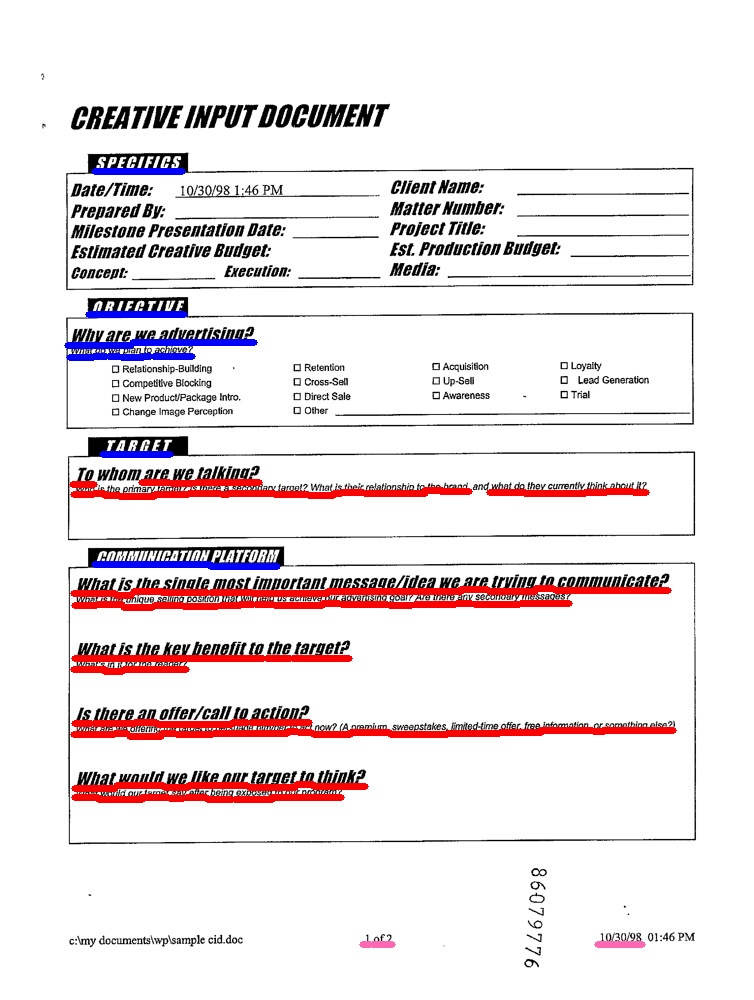 CREATIVE INPUT DOCUMENT
SPECIFICS
Date/Time: 10/30/98 1:46 PM Client Name:
Prepared By: Matter Number:
Milestone Presentation Date: Project Title:
Estimated Creative Budget: Est. Production Budget:
Concept: Execution: Media:
OBJECTIVE
Why are we advertising?
What do we plan to achieve?
☐ Relationship-Building ☐ Retention ☐ Acquisition ☐ Loyalty
☐ Competitive Blocking ☐ Cross-Sell ☐ Up-Sell ☐ Lead Generation
☐ New Product/Package Intro. ☐ Direct Sale ☐ Awareness ☐ Trial
☐ Change Image Perception ☐ Other
TARGET
To whom are we talking?
Who is the primary target? Is there a secondary target? What is their relationship to the brand, and what do they currently think about it?
COMMUNICATION PLATFORM
What is the single most important message/idea we are trying to communicate?
What is the unique selling position that will help us achieve our advertising goal? Are there any secondary messages?
What is the key benefit to the target?
What's in it for the reader?
Is there an offer/call to action?
What are we offering the target to persuade him/her to act now? (A premium, sweepstakes, limited-time offer, free information, or something else?)
What would we like our target to think?
What would our target say after being exposed to our program?
86079776
c:\my documents\wp\sample cid.doc 1 of 2 10/30/98 01:46 PM